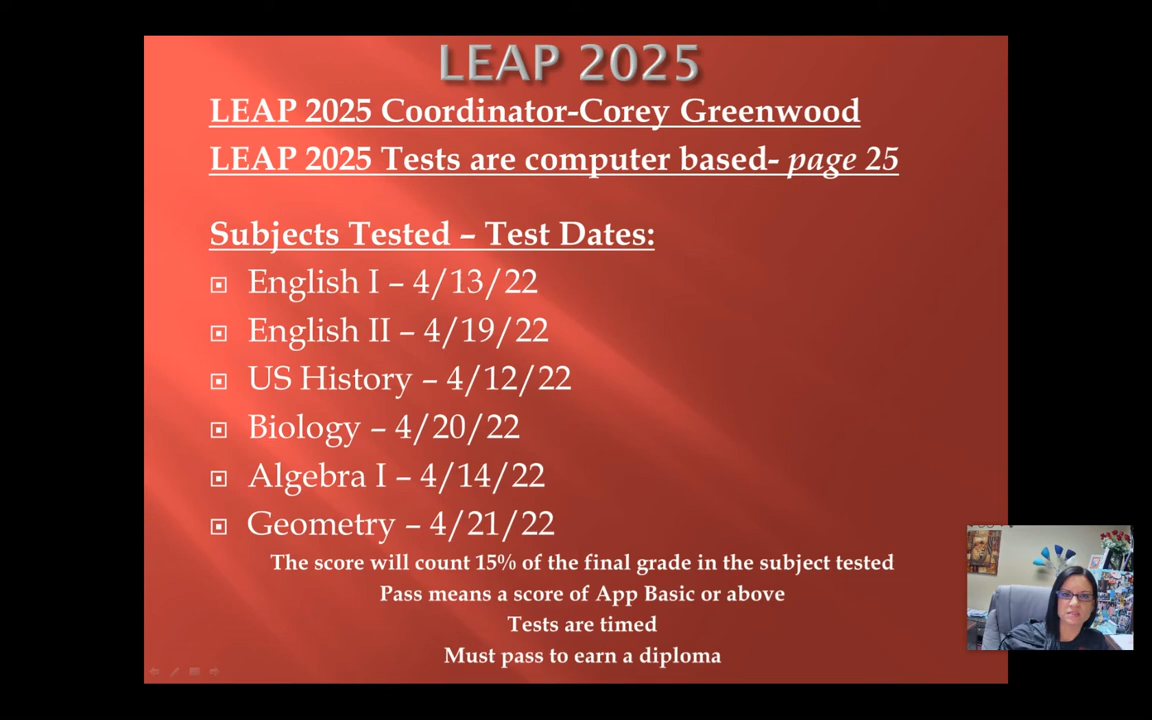 LEAP 2025
LEAP 2025 Coordinator-Corey Greenwood
LEAP 2025 Tests are computer based- page 25
Subjects Tested – Test Dates:
English I – 4/13/22
English II – 4/19/22
US History – 4/12/22
Biology – 4/20/22
Algebra I – 4/14/22
Geometry – 4/21/22
The score will count 15% of the final grade in the subject tested
Pass means a score of App Basic or above
Tests are timed
Must pass to earn a diploma